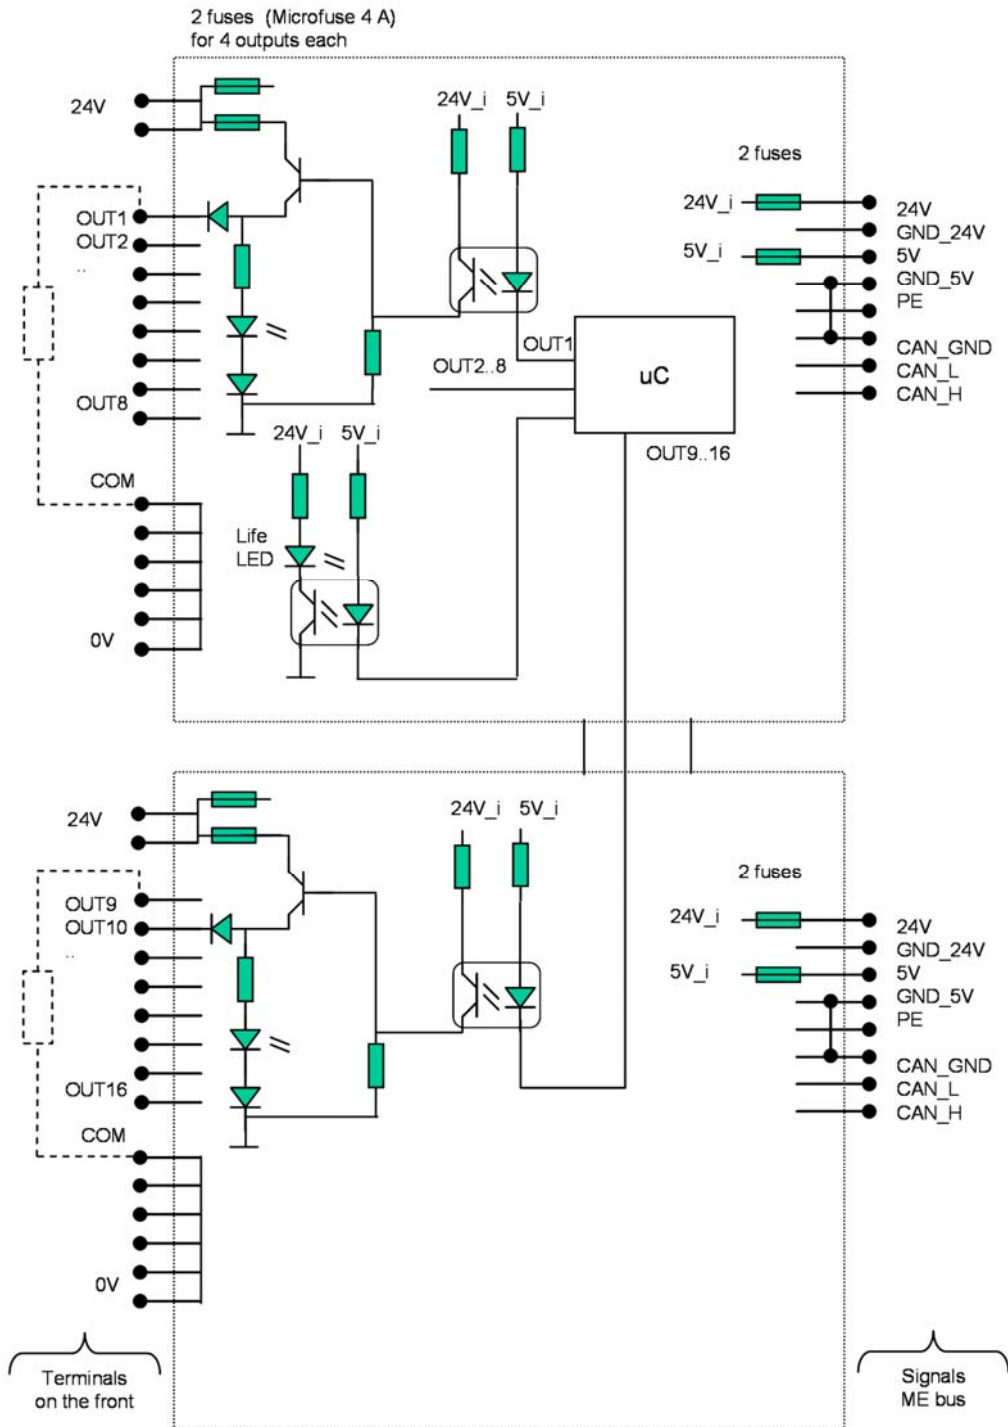 2 fuses (Microfuse 4 A)
for 4 outputs each
24V
24V_i
5V_i
2 fuses
24V_i
24V
GND_24V
5V_i
5V
GND_5V
PE
CAN_GND
CAN_L
CAN_H
OUT1
OUT2
..
OUT8
OUT1
OUT2..8
uC
OUT9..16
24V_i
5V_i
COM
Life
LED
0V
24V
24V_i
5V_i
2 fuses
24V_i
24V
GND_24V
5V_i
5V
GND_5V
PE
CAN_GND
CAN_L
CAN_H
OUT9
OUT10
..
OUT16
COM
0V
Terminals
on the front
Signals
ME bus